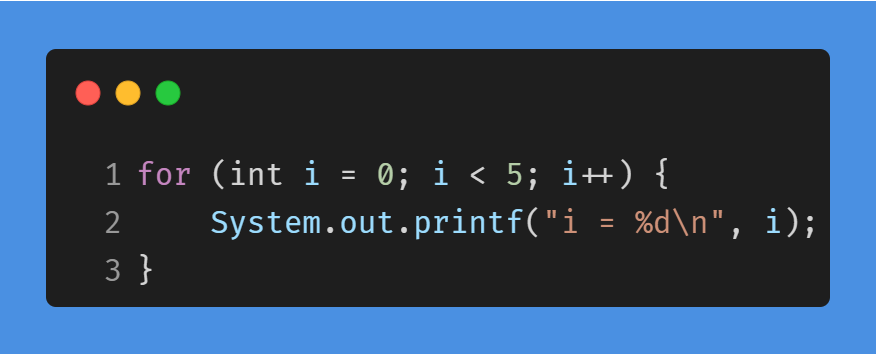 1 for (int i = 0; i < 5; i++) {
2     System.out.printf("i = %d\n", i);
3 }